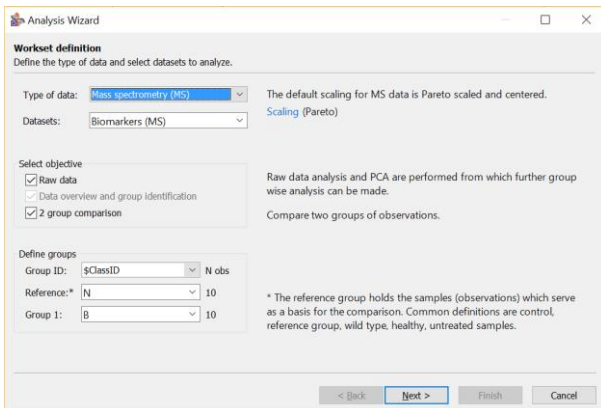 Analysis Wizard
Workset definition
Define the type of data and select datasets to analyze.
Type of data: Mass spectrometry (MS)
The default scaling for MS data is Pareto scaled and centered.
Scaling (Pareto)
Datasets: Biomarkers (MS)
Select objective
Raw data
Data overview and group identification
2 group comparison
Raw data analysis and PCA are performed from which further group
wise analysis can be made.
Compare two groups of observations.
Define groups
Group ID: $ClassID N obs
Reference:* N 10
Group 1: B 10
* The reference group holds the samples (observations) which serve
as a basis for the comparison. Common definitions are control,
reference group, wild type, healthy, untreated samples.
< Back Next > Finish Cancel